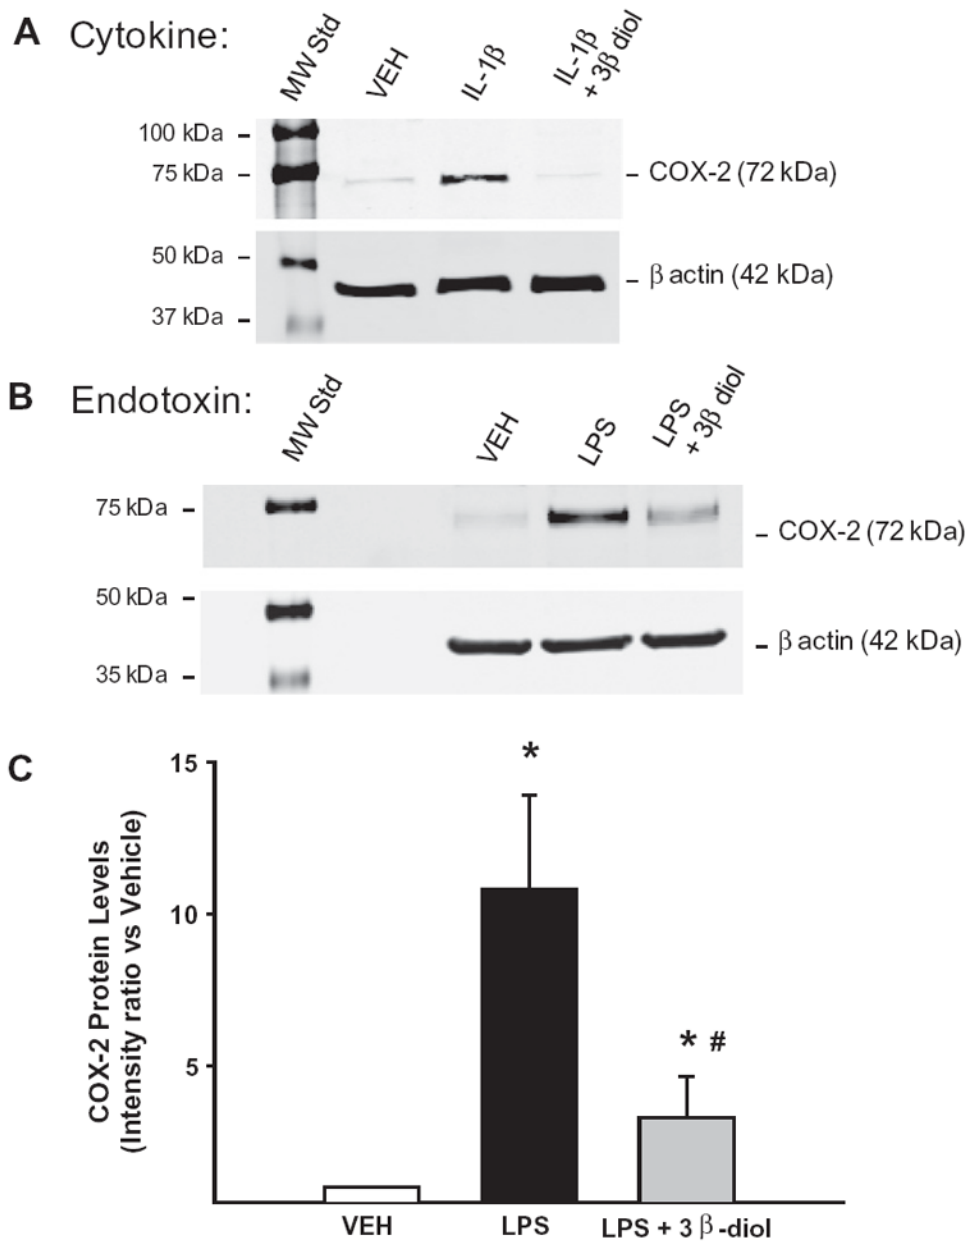 A Cytokine:
MW Std
VEH
IL-1β
IL-1β
+ 3β diol
100 kDa
75 kDa
COX-2 (72 kDa)
50 kDa
β actin (42 kDa)
37 kDa
B Endotoxin:
MW Std
VEH
LPS
LPS
+ 3β diol
75 kDa
COX-2 (72 kDa)
50 kDa
β actin (42 kDa)
35 kDa
C
COX-2 Protein Levels
(Intensity ratio vs Vehicle)
15
*
10
* #
5
VEH LPS LPS + 3 β -diol